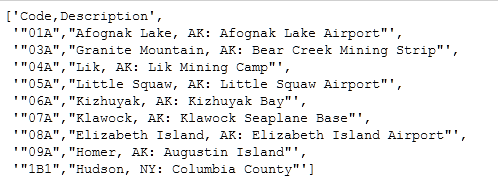 ['Code,Description',
'"01A","Afognak Lake, AK: Afognak Lake Airport"',
'"03A","Granite Mountain, AK: Bear Creek Mining Strip"',
'"04A","Lik, AK: Lik Mining Camp"',
'"05A","Little Squaw, AK: Little Squaw Airport"',
'"06A","Kizhuyak, AK: Kizhuyak Bay"',
'"07A","Klawock, AK: Klawock Seaplane Base"',
'"08A","Elizabeth Island, AK: Elizabeth Island Airport"',
'"09A","Homer, AK: Augustin Island"',
'"1B1","Hudson, NY: Columbia County"']